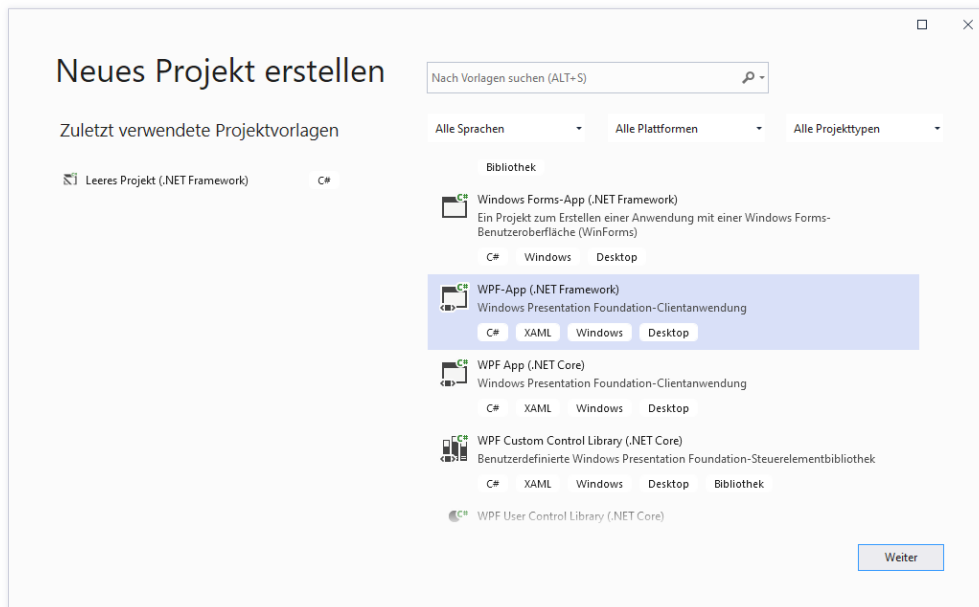 Neues Projekt erstellen
Nach Vorlagen suchen (ALT+S)
Zuletzt verwendete Projektvorlagen
Alle Sprachen
Alle Plattformen
Alle Projekttypen
Leeres Projekt (.NET Framework)
C#
Bibliothek
C#
Windows Forms-App (.NET Framework)
Ein Projekt zum Erstellen einer Anwendung mit einer Windows Forms-
Benutzeroberfläche (WinForms)
C# Windows Desktop
C#
WPF-App (.NET Framework)
Windows Presentation Foundation-Clientanwendung
C# XAML Windows Desktop
C#
WPF App (.NET Core)
Windows Presentation Foundation-Clientanwendung
C# XAML Windows Desktop
C#
WPF Custom Control Library (.NET Core)
Benutzerdefinierte Windows Presentation Foundation-Steuerelementbibliothek
C# XAML Windows Desktop Bibliothek
C#
WPF User Control Library (.NET Core)
Weiter